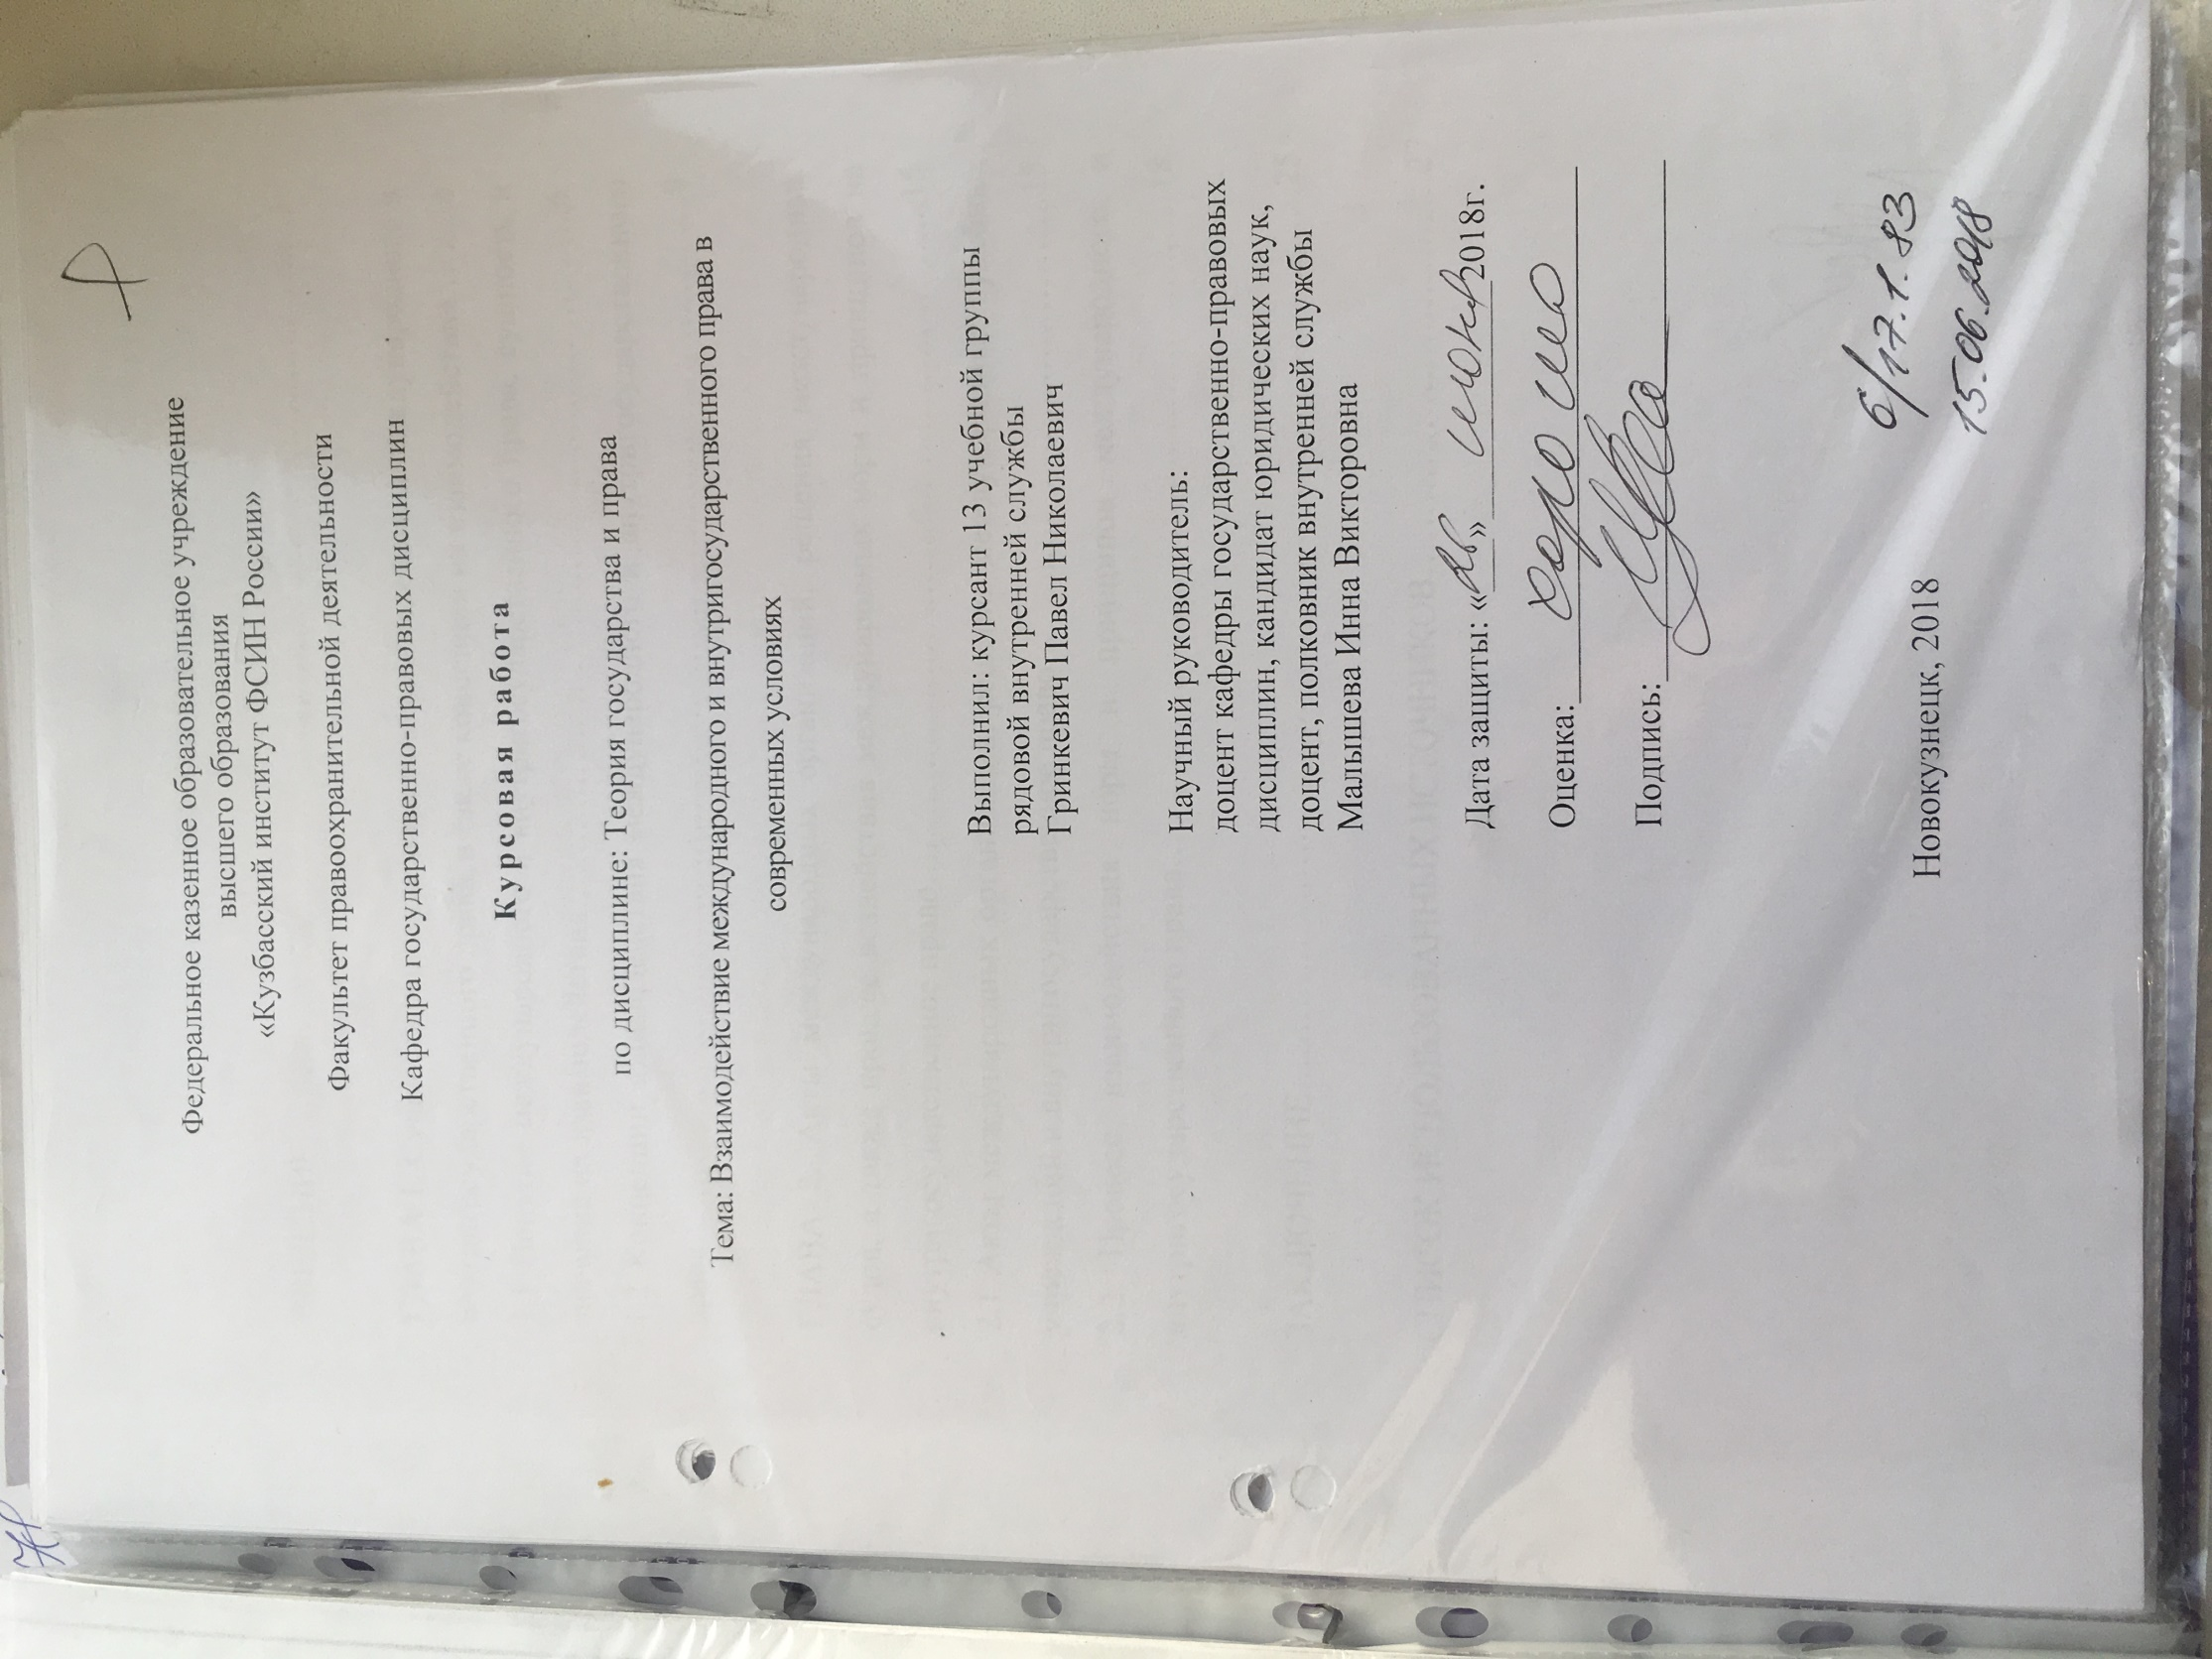 Федеральное казенное образовательное учреждение
высшего образования
«Кузбасский институт ФСИН России»
Факультет правоохранительной деятельности
Кафедра государственно-правовых дисциплин
Курсовая работа
по дисциплине: Теория государства и права
Тема: Взаимодействие международного и внутригосударственного права в
современных условиях
Выполнил: курсант 13 учебной группы
рядовой внутренней службы
Гринкевич Павел Николаевич
Научный руководитель:
доцент кафедры государственно-правовых
дисциплин, кандидат юридических наук,
доцент, полковник внутренней службы
Малышева Инна Викторовна
Дата защиты: «26» июня 2018г.
Оценка: хорошо
Подпись:
6/17.1.83
15.06.2018
Новокузнецк, 2018